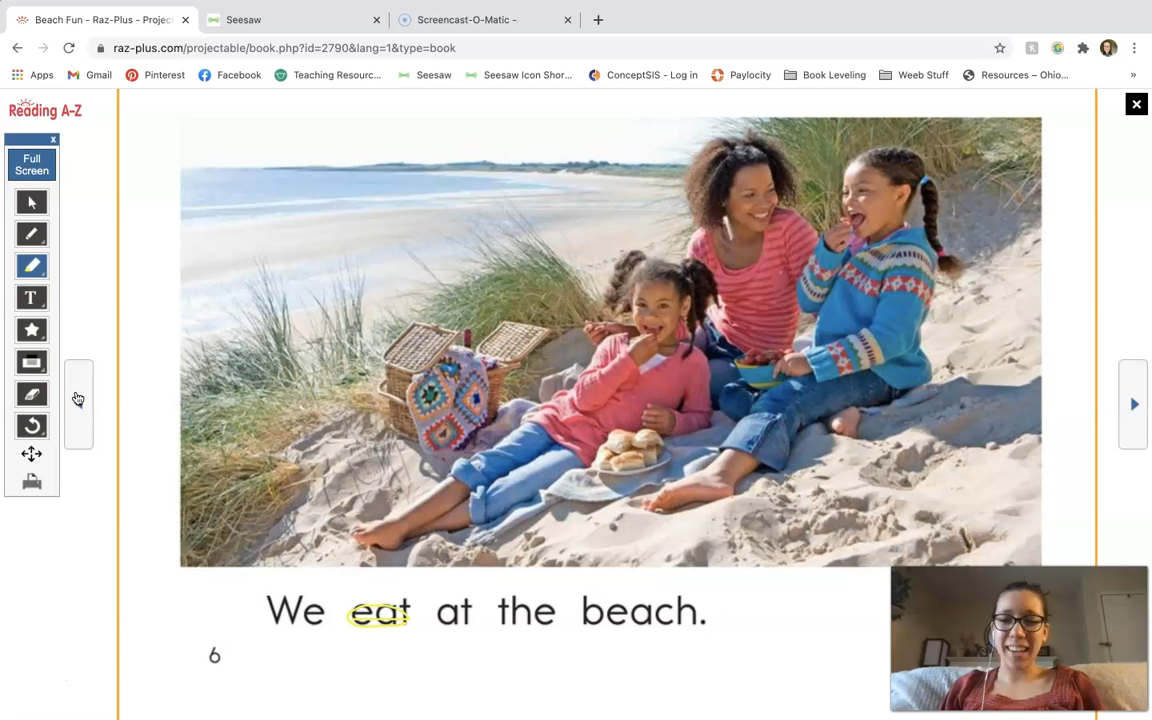 Beach Fun - Raz-Plus - Projec
Seesaw
Screencast-O-Matic -
raz-plus.com/projectable/book.php?id=2790&lang=1&type=book
Apps Gmail Pinterest Facebook Teaching Resourc... Seesaw Seesaw Icon Shor... ConceptSIS - Log in Paylocity Book Leveling Weeb Stuff Resources – Ohio... »
Reading A-Z
x
Full
Screen
T
We eat at the beach.
6